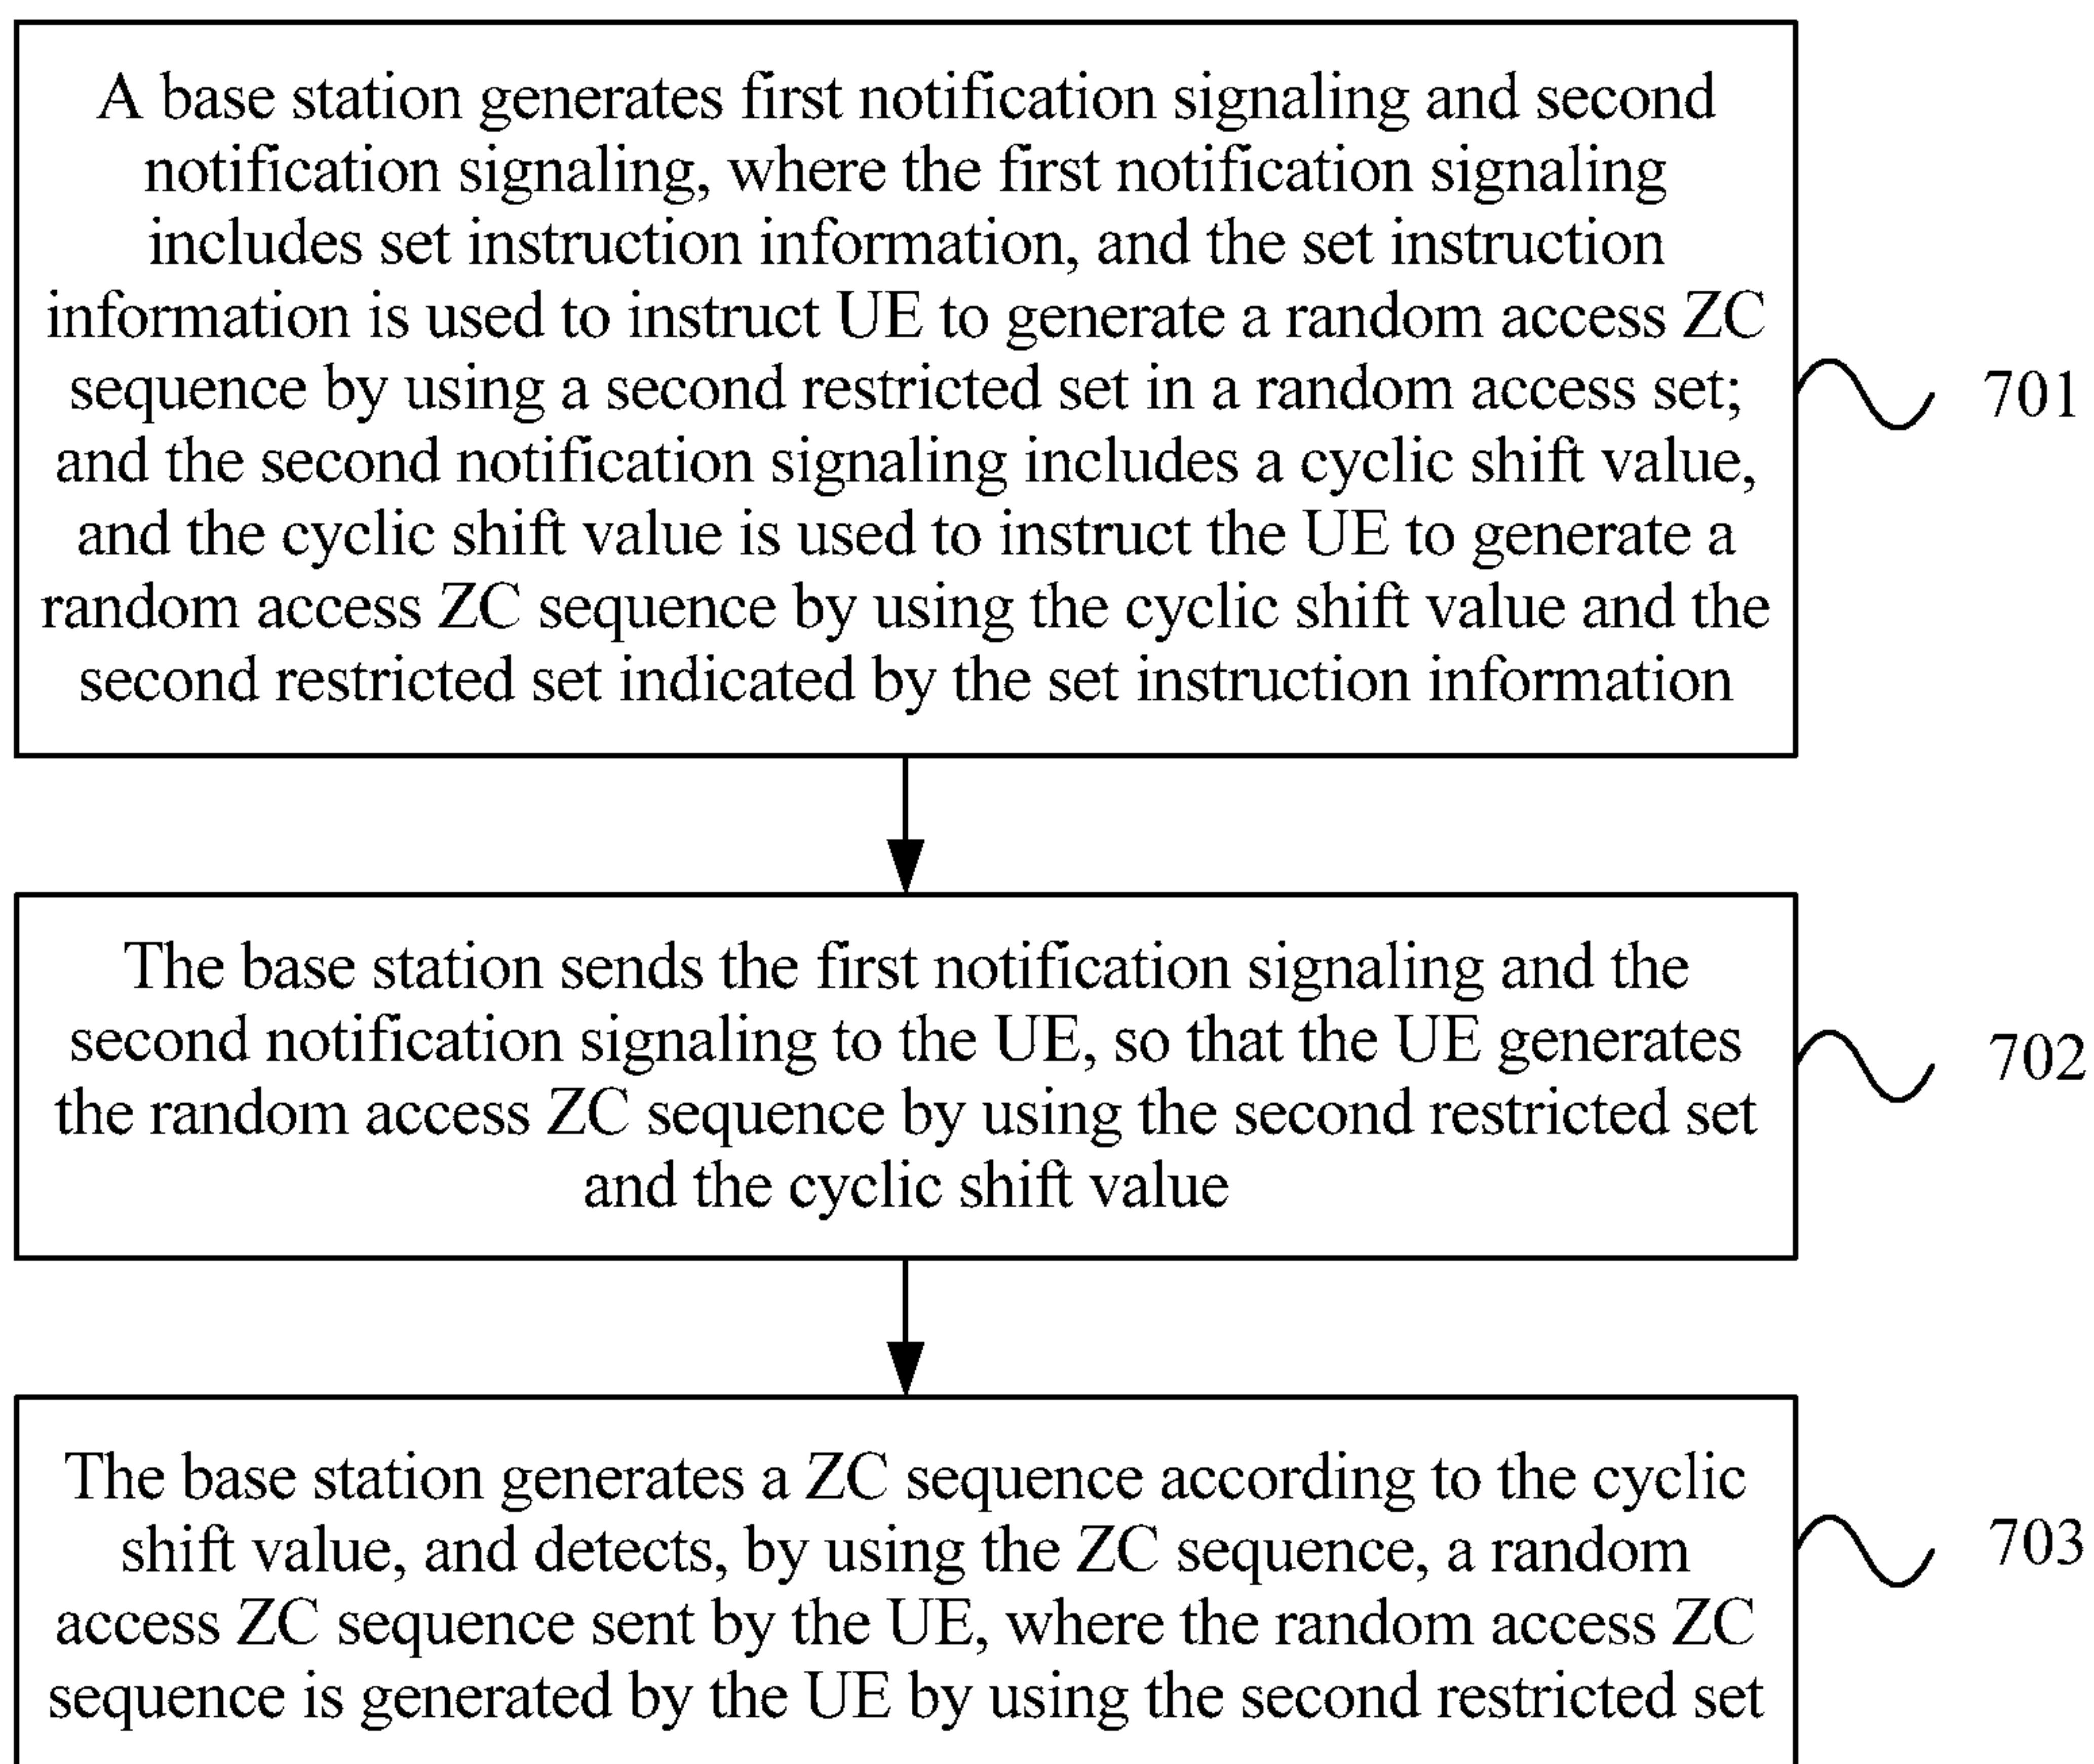 A base station generates first notification signaling and second
notification signaling, where the first notification signaling
includes set instruction information, and the set instruction
information is used to instruct UE to generate a random access ZC
sequence by using a second restricted set in a random access set;
and the second notification signaling includes a cyclic shift value,
and the cyclic shift value is used to instruct the UE to generate a
random access ZC sequence by using the cyclic shift value and the
second restricted set indicated by the set instruction information
701
The base station sends the first notification signaling and the
second notification signaling to the UE, so that the UE generates
the random access ZC sequence by using the second restricted set
and the cyclic shift value
702
The base station generates a ZC sequence according to the cyclic
shift value, and detects, by using the ZC sequence, a random
access ZC sequence sent by the UE, where the random access ZC
sequence is generated by the UE by using the second restricted set
703